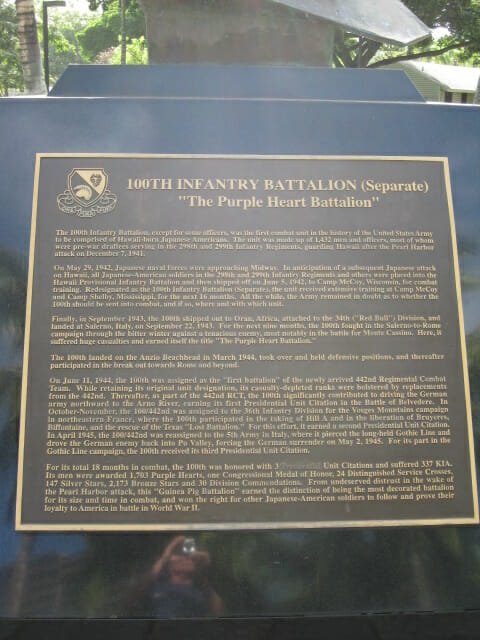 100TH INFANTRY BATTALION (Separate)
"The Purple Heart Battalion"
The 100th Infantry Battalion, except for some officers, was the first combat unit in the history of the United States Army
to be comprised of Hawaii-born Japanese Americans. The unit was made up of 1,432 men and officers, most of whom
were pre-war draftees serving in the 298th and 299th Infantry Regiments, guarding Hawaii after the Pearl Harbor
attack on December 7, 1941.
On May 29, 1942, Japanese naval forces were approaching Midway. In anticipation of a subsequent Japanese attack
on Hawaii, all Japanese-American soldiers in the 298th and 299th Infantry Regiments and others were placed into the
Hawaii Provisional Infantry Battalion and then shipped off on June 5, 1942, to Camp McCoy, Wisconsin, for combat
training. Redesignated as the 100th Infantry Battalion (Separate), the unit received extensive training at Camp McCoy
and Camp Shelby, Mississippi, for the next 16 months. All the while, the Army remained in doubt as to whether the
100th should be sent into combat, and if so, where and with which unit.
Finally, in September 1943, the 100th shipped out to Oran, Africa, attached to the 34th ("Red Bull") Division, and
landed at Salerno, Italy, on September 22, 1943. For the next nine months, the 100th fought in the Salerno-to-Rome
campaign through the bitter winter against a tenacious enemy, most notably in the battle for Monte Cassino. Here, it
suffered huge casualties and earned itself the title "The Purple Heart Battalion."
The 100th landed on the Anzio Beachhead in March 1944, took over and held defensive positions, and thereafter
participated in the break out towards Rome and beyond.
On June 11, 1944, the 100th was assigned as the "first battalion" of the newly arrived 442nd Regimental Combat
Team. While retaining its original unit designation, its casualty-depleted ranks were bolstered by replacements
from the 442nd. Thereafter, as part of the 442nd RCT, the 100th significantly contributed to driving the German
army northward to the Arno River, earning its first Presidential Unit Citation in the Battle of Belvedere. In
October-November, the 100/442nd was assigned to the 36th Infantry Division for the Vosges Mountains campaign
in northeastern France, where the 100th participated in the taking of Hill A and in the liberation of Bruyeres,
Biffontaine, and the rescue of the Texas "Lost Battalion." For this effort, it earned a second Presidential Unit Citation.
In April 1945, the 100/442nd was reassigned to the 5th Army in Italy, where it pierced the long-held Gothic Line and
drove the German enemy back into Po Valley, forcing the German surrender on May 2, 1945. For its part in the
Gothic Line campaign, the 100th received its third Presidential Unit Citation.
For its total 18 months in combat, the 100th was honored with 3 Presidential Unit Citations and suffered 337 KIA.
Its men were awarded 1,703 Purple Hearts, one Congressional Medal of Honor, 24 Distinguished Service Crosses,
147 Silver Stars, 2,173 Bronze Stars and 30 Division Commendations. From undeserved distrust in the wake of
the Pearl Harbor attack, this "Guinea Pig Battalion" earned the distinction of being the most decorated battalion
for its size and time in combat, and won the right for other Japanese-American soldiers to follow and prove their
loyalty to America in battle in World War II.